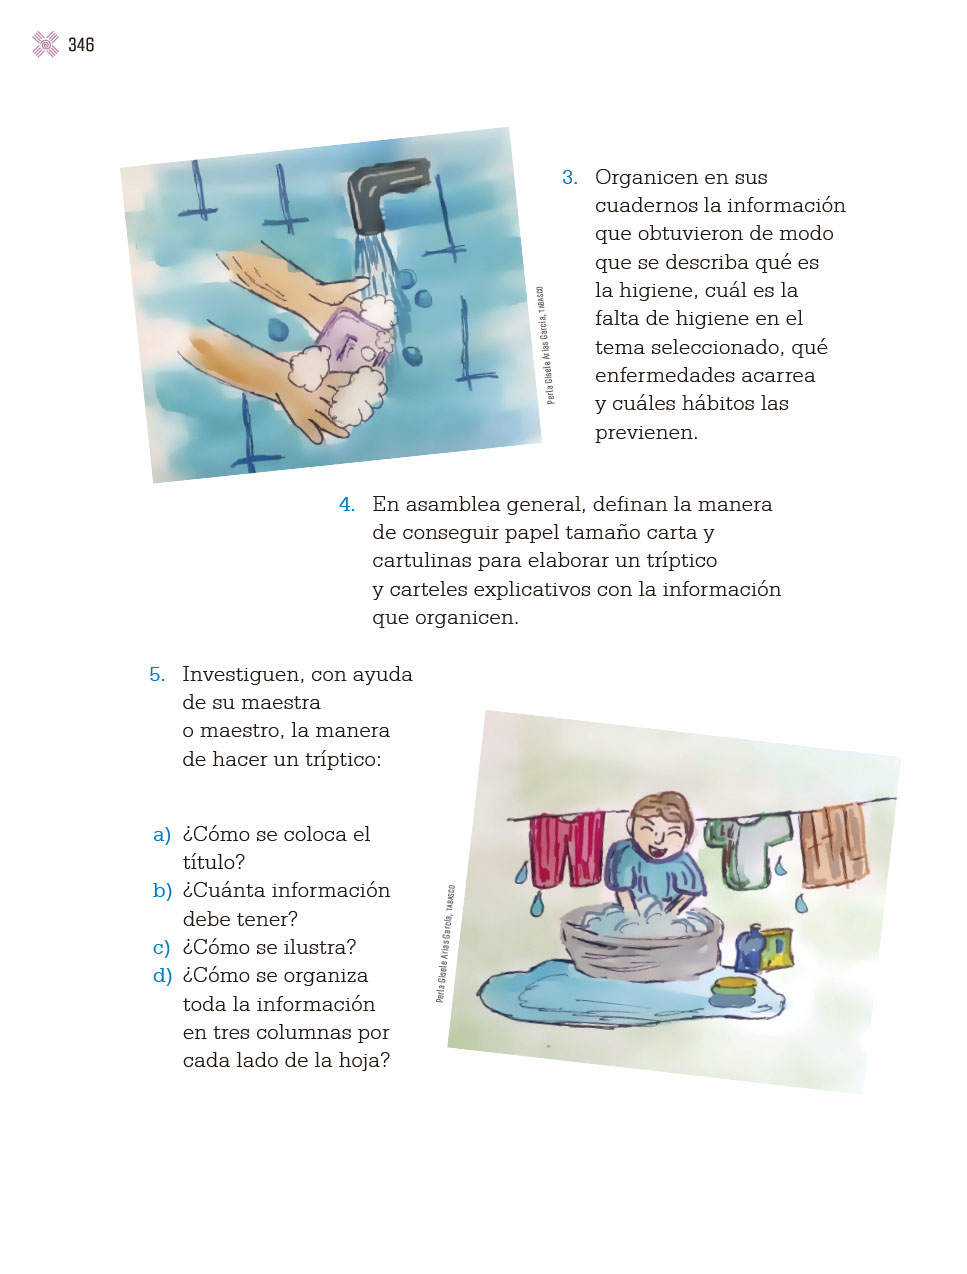 346
3. Organicen en sus
cuadernos la información
que obtuvieron de modo
que se describa qué es
la higiene, cuál es la
falta de higiene en el
tema seleccionado, qué
enfermedades acarrea
y cuáles hábitos las
previenen.
Perla Gisele Arias García, TABASCO
4. En asamblea general, definan la manera
de conseguir papel tamaño carta y
cartulinas para elaborar un tríptico
y carteles explicativos con la información
que organicen.
5. Investiguen, con ayuda
de su maestra
o maestro, la manera
de hacer un tríptico:
a) ¿Cómo se coloca el
título?
b) ¿Cuánta información
debe tener?
c) ¿Cómo se ilustra?
d) ¿Cómo se organiza
toda la información
en tres columnas por
cada lado de la hoja?
Perla Gisele Arias García, TABASCO